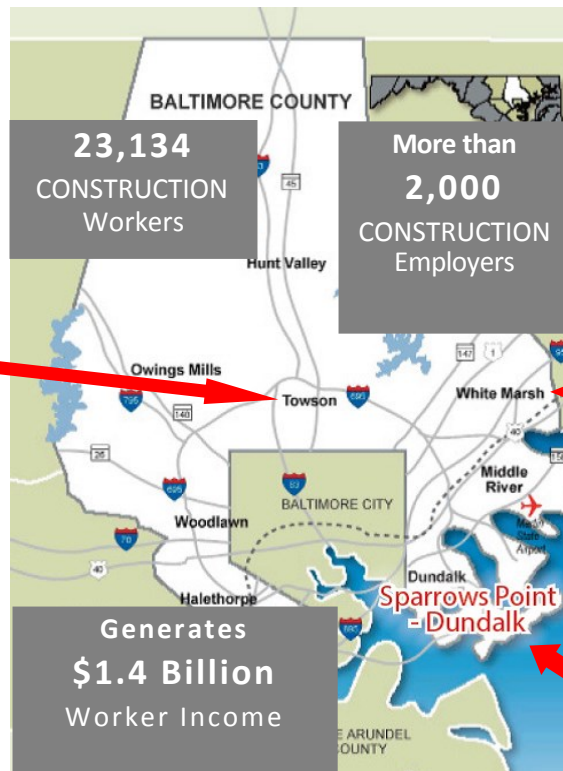 BALTIMORE COUNTY
23,134
CONSTRUCTION
Workers
More than
2,000
CONSTRUCTION
Employers
45
Hunt Valley
147
1
95
Owings Mills
795
140
Towson
695
White Marsh
40
26
695
83
BALTIMORE CITY
Middle
River
Martin
State
Airport
Woodlawn
70
40
Dundalk
Halethorpe
Sparrows Point
- Dundalk
695
Generates
$1.4 Billion
Worker Income
E ARUNDEL
COUNTY